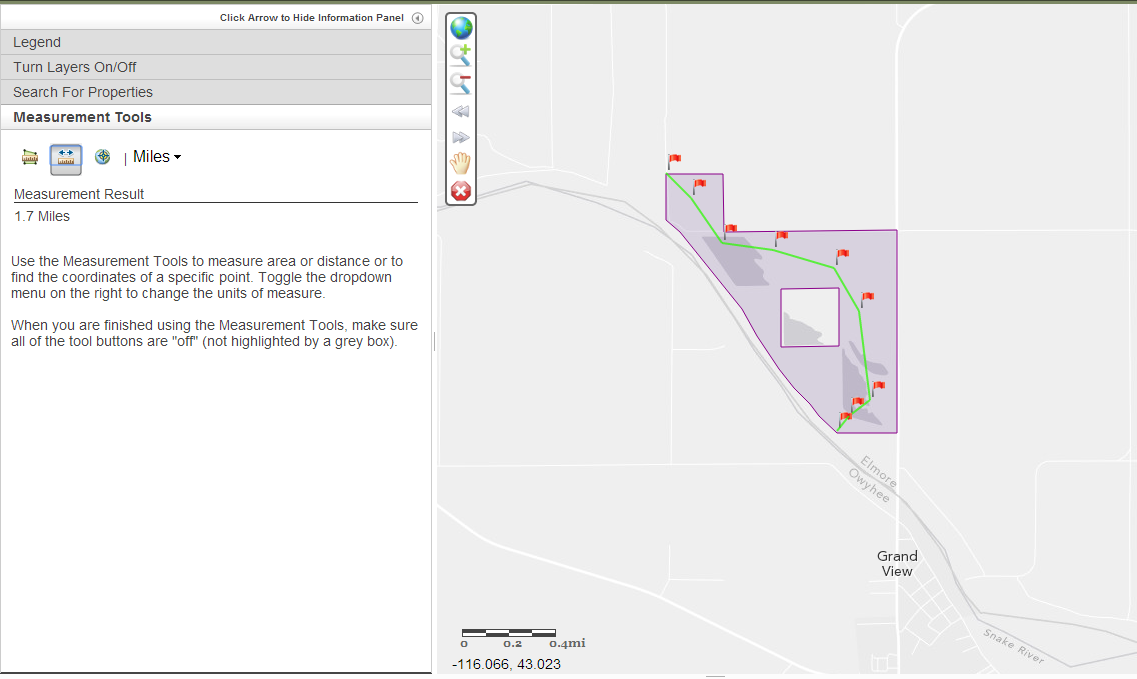 Click Arrow to Hide Information Panel
Legend
Turn Layers On/Off
Search For Properties
Measurement Tools
| Miles
Measurement Result
1.7 Miles
Use the Measurement Tools to measure area or distance or to
find the coordinates of a specific point. Toggle the dropdown
menu on the right to change the units of measure.
When you are finished using the Measurement Tools, make sure
all of the tool buttons are "off" (not highlighted by a grey box).
Elmore
Owyhee
Grand
View
Snake River
0 0.2 0.4mi
-116.066, 43.023